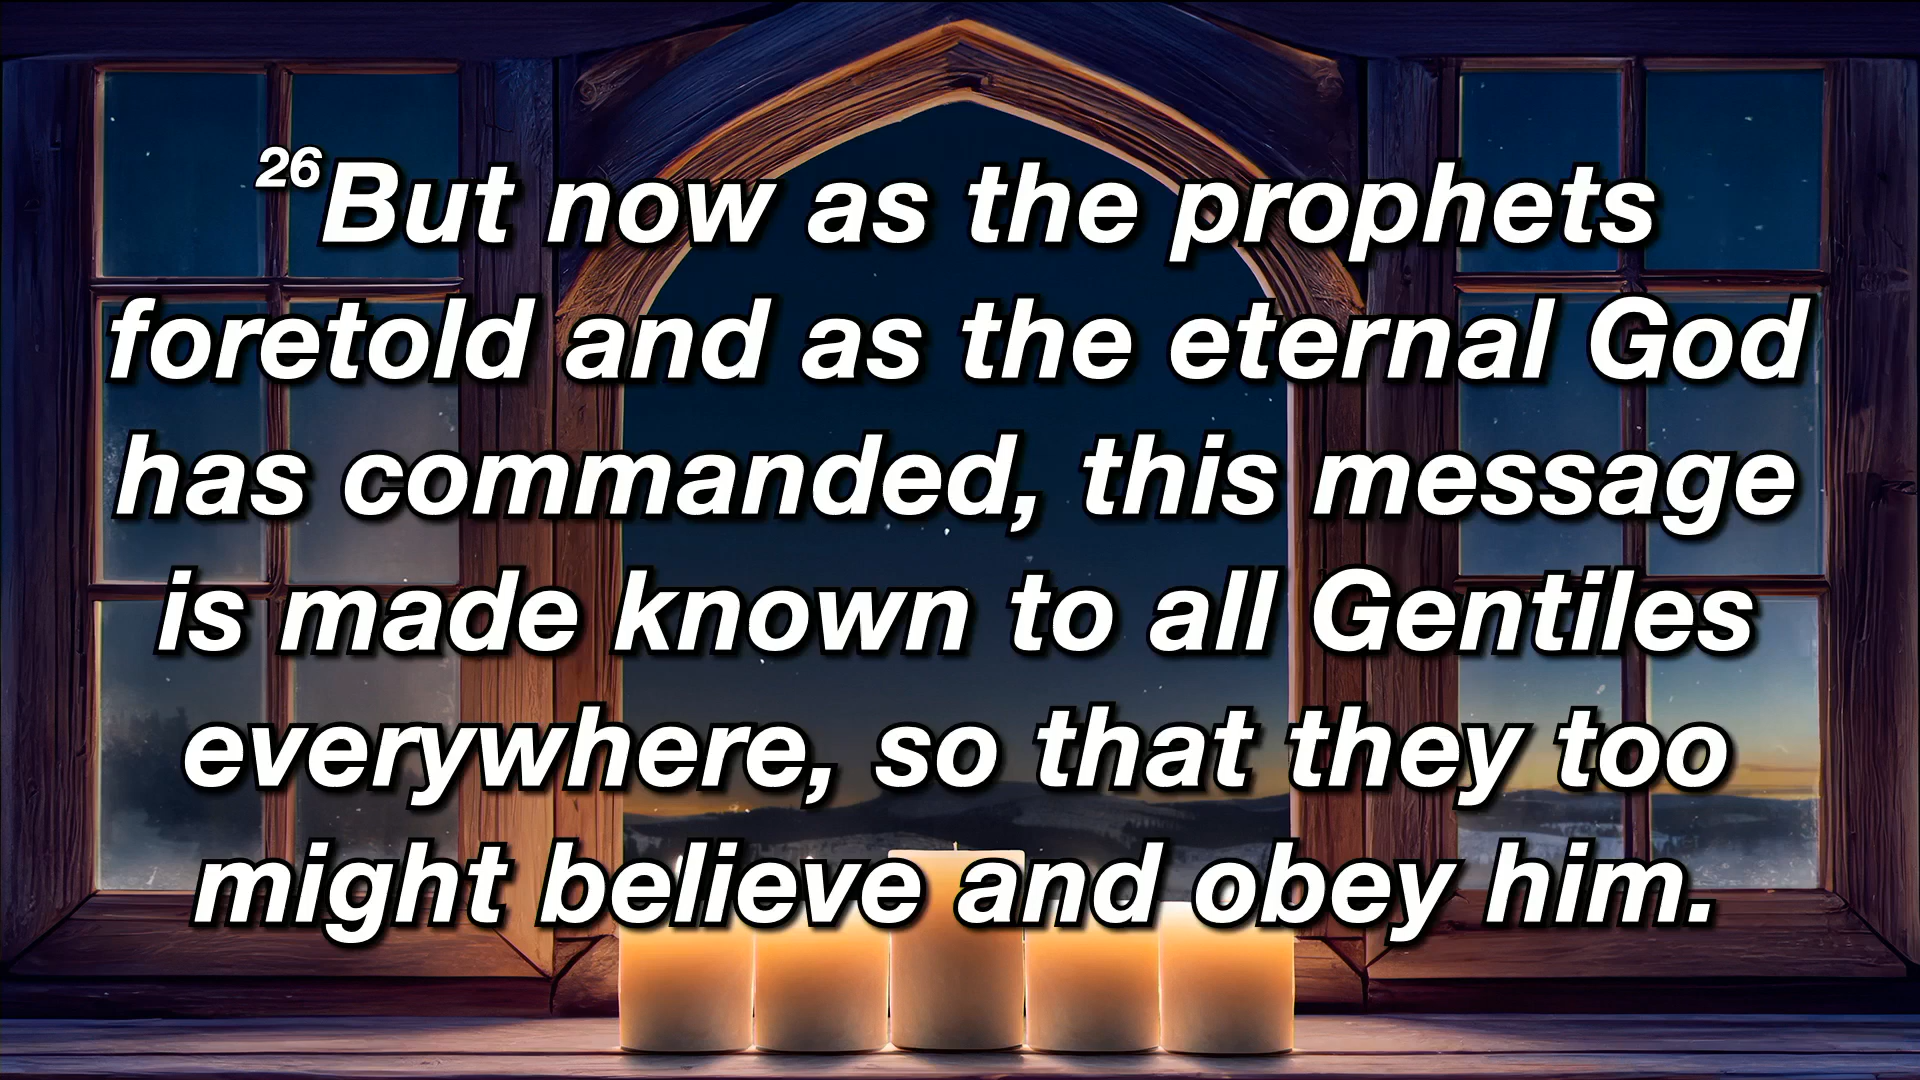 26But now as the prophets
foretold and as the eternal God
has commanded, this message
is made known to all Gentiles
everywhere, so that they too
might believe and obey him.